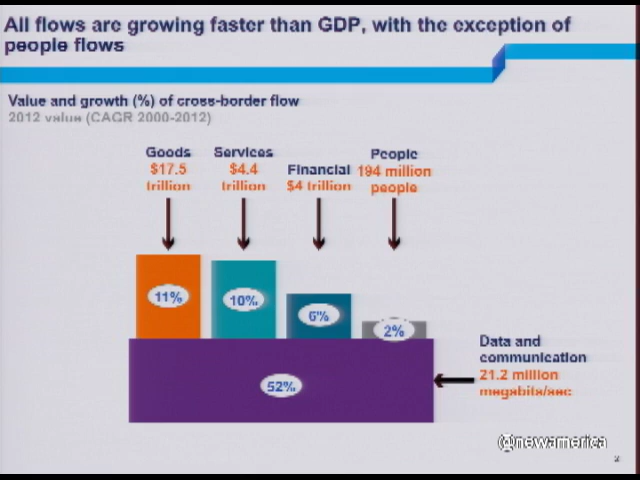 All flows are growing faster than GDP, with the exception of
people flows
Value and growth (%) of cross-border flow
2012 value (CAGR 2000-2012)
Goods
$17.5
trillion
Services
$4.4
trillion
Financial
$4 trillion
People
194 million
people
11%
10%
6%
2%
52%
Data and
communication
21.2 million
megabits/sec
@newamerica